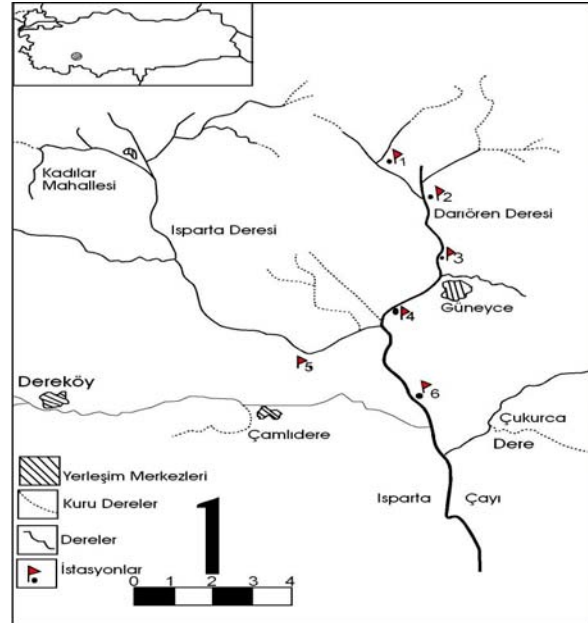 1
Kadılar
Mahallesi
2
Darıören Deresi
Isparta Deresi
3
Güneyce
4
5
Dereköy
6
Çukurca
Çamlıdere
Dere
Yerleşim Merkezleri
Kuru Dereler
Isparta Çayı
Dereler
İstasyonlar
0 1 2 3 4